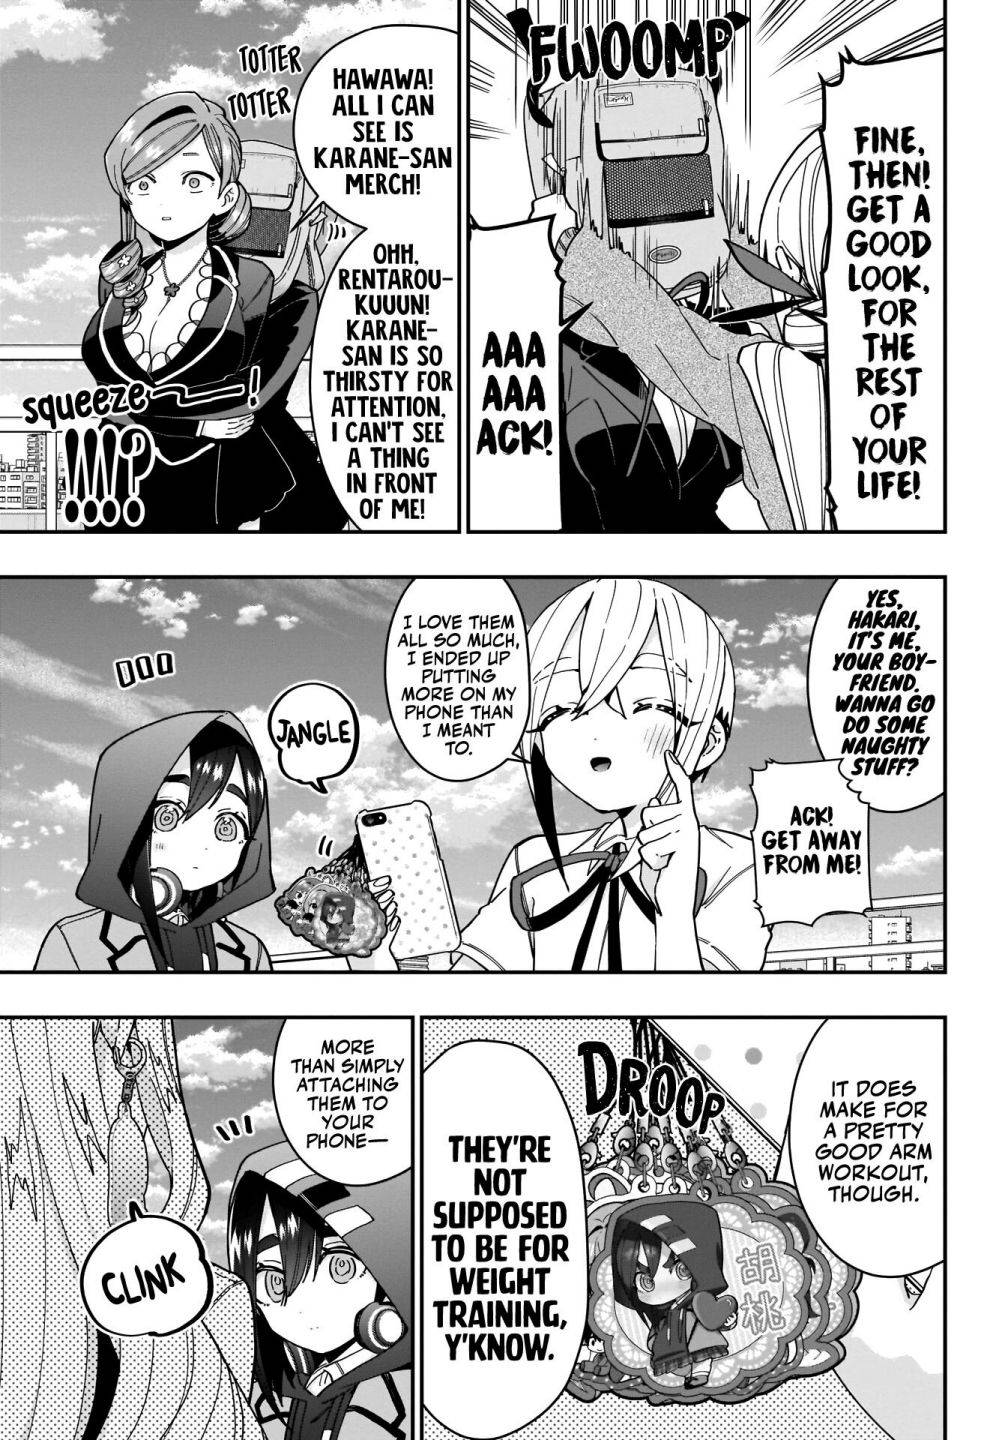 FWOOMP
FINE,
THEN!
GET A
GOOD
LOOK,
FOR
THE
REST
OF
YOUR
LIFE!
AAA
AAA
ACK!
TOTTER
TOTTER
HAWAWA!
ALL I CAN
SEE IS
KARANE-SAN
MERCH!
OHH,
RENTAROU-
KUUUN!
KARANE-
SAN IS SO
THIRSTY FOR
ATTENTION,
I CAN'T SEE
A THING
IN FRONT
OF ME!
squeeze~!
!!!!?
YES,
HAKARI,
IT'S ME,
YOUR BOY-
FRIEND.
WANNA GO
DO SOME
NAUGHTY
STUFF?
ACK!
GET AWAY
FROM ME!
I LOVE THEM
ALL SO MUCH,
I ENDED UP
PUTTING
MORE ON MY
PHONE THAN
I MEANT
TO.
JANGLE
IT DOES
MAKE FOR
A PRETTY
GOOD ARM
WORKOUT,
THOUGH.
DROOP
胡桃
THEY'RE
NOT
SUPPOSED
TO BE FOR
WEIGHT
TRAINING,
Y'KNOW.
MORE
THAN SIMPLY
ATTACHING
THEM TO
YOUR
PHONE—
CLINK